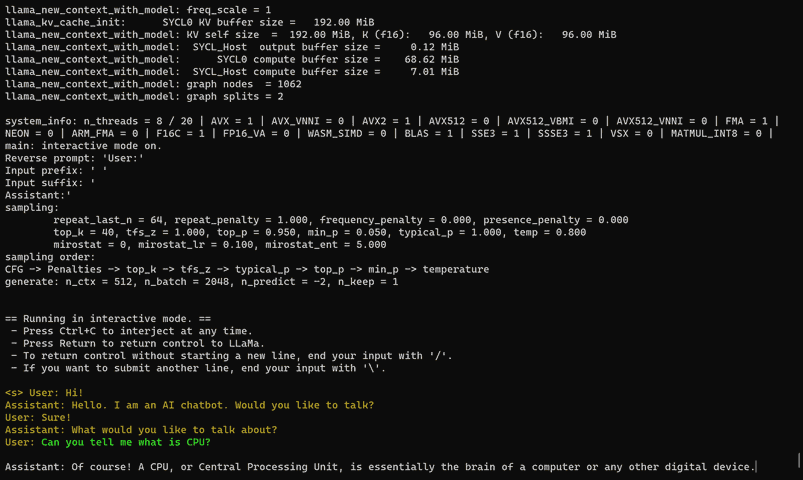 llama_new_context_with_model: freq_scale = 1
llama_kv_cache_init:      SYCL0 KV buffer size =   192.00 MiB
llama_new_context_with_model: KV self size  =  192.00 MiB, K (f16):   96.00 MiB, V (f16):   96.00 MiB
llama_new_context_with_model:  SYCL_Host  output buffer size =     0.12 MiB
llama_new_context_with_model:      SYCL0 compute buffer size =    68.62 MiB
llama_new_context_with_model:  SYCL_Host compute buffer size =     7.01 MiB
llama_new_context_with_model: graph nodes  = 1062
llama_new_context_with_model: graph splits = 2
system_info: n_threads = 8 / 20 | AVX = 1 | AVX_VNNI = 0 | AVX2 = 1 | AVX512 = 0 | AVX512_VBMI = 0 | AVX512_VNNI = 0 | FMA = 1 |
NEON = 0 | ARM_FMA = 0 | F16C = 1 | FP16_VA = 0 | WASM_SIMD = 0 | BLAS = 1 | SSE3 = 1 | SSSE3 = 1 | VSX = 0 | MATMUL_INT8 = 0 |
main: interactive mode on.
Reverse prompt: 'User:'
Input prefix: ' '
Input suffix: '
Assistant:'
sampling:
        repeat_last_n = 64, repeat_penalty = 1.000, frequency_penalty = 0.000, presence_penalty = 0.000
        top_k = 40, tfs_z = 1.000, top_p = 0.950, min_p = 0.050, typical_p = 1.000, temp = 0.800
        mirostat = 0, mirostat_lr = 0.100, mirostat_ent = 5.000
sampling order:
CFG -> Penalties -> top_k -> tfs_z -> typical_p -> top_p -> min_p -> temperature
generate: n_ctx = 512, n_batch = 2048, n_predict = -2, n_keep = 1
== Running in interactive mode. ==
 - Press Ctrl+C to interject at any time.
 - Press Return to return control to LLaMa.
 - To return control without starting a new line, end your input with '/'.
 - If you want to submit another line, end your input with '\'.
<s> User: Hi!
Assistant: Hello. I am an AI chatbot. Would you like to talk?
User: Sure!
Assistant: What would you like to talk about?
User: Can you tell me what is CPU?
Assistant: Of course! A CPU, or Central Processing Unit, is essentially the brain of a computer or any other digital device.